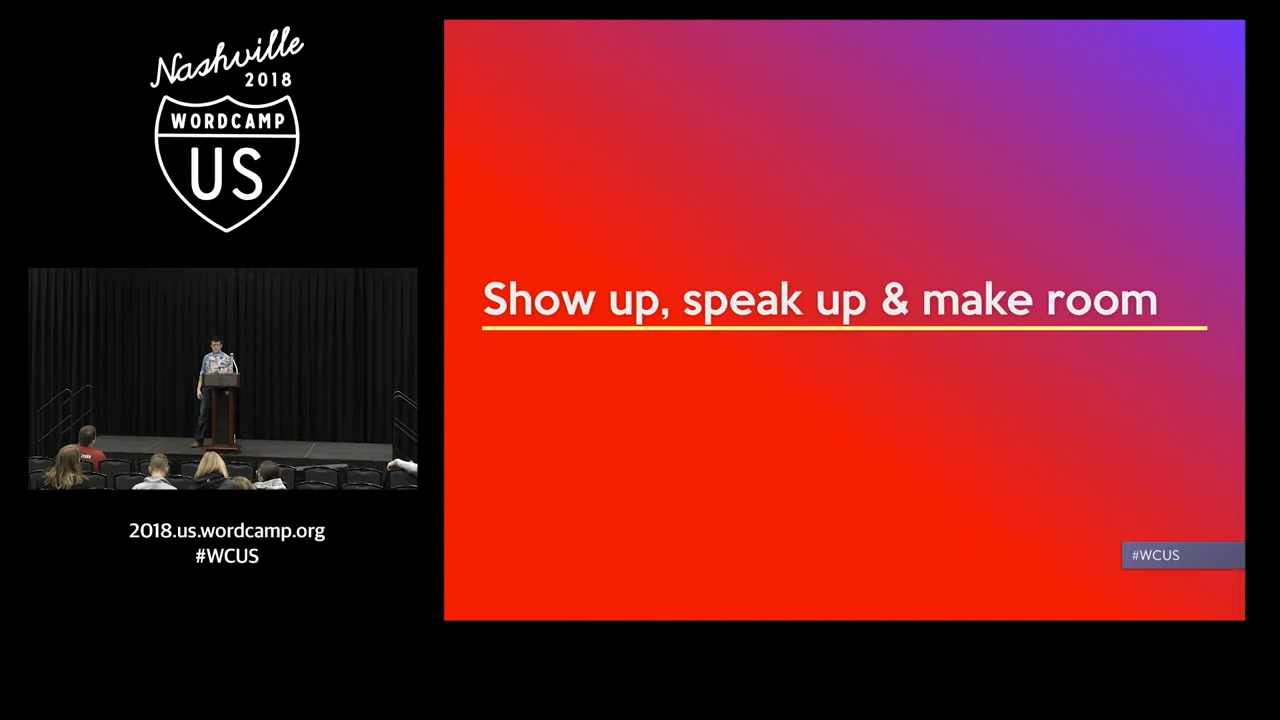 Nashville
2018
WORDCAMP
US
2018.us.wordcamp.org
#WCUS
Show up, speak up & make room
#WCUS